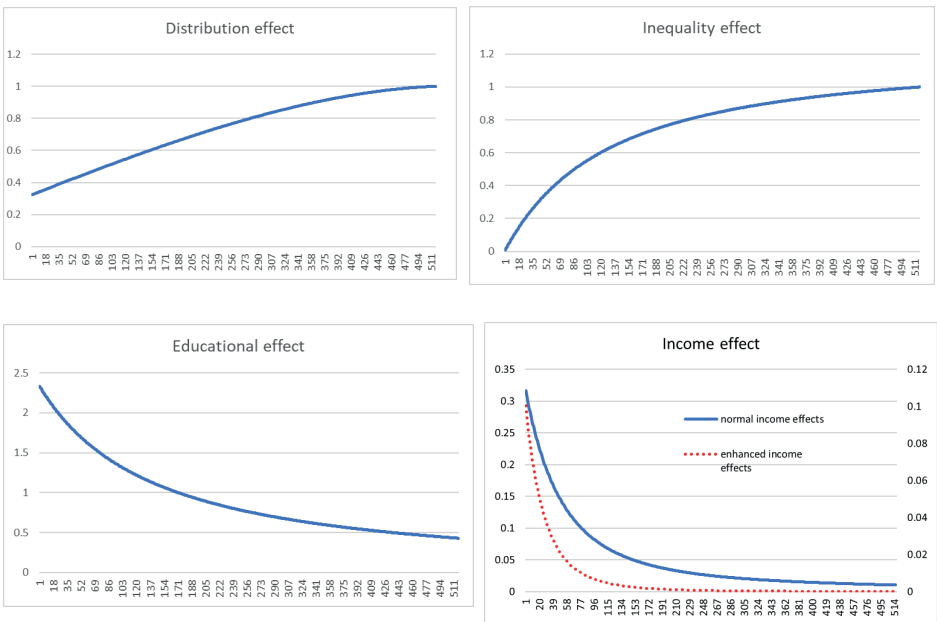 Distribution effect
1.2
1
0.8
0.6
0.4
0.2
0
1 18 35 52 69 86 103 120 137 154 171 188 205 222 239 256 273 290 307 324 341 358 375 392 409 426 443 460 477 494 511
Inequality effect
1.2
1
0.8
0.6
0.4
0.2
0
1 18 35 52 69 86 103 120 137 154 171 188 205 222 239 256 273 290 307 324 341 358 375 392 409 426 443 460 477 494 511
Educational effect
2.5
2
1.5
1
0.5
0
1 18 35 52 69 86 103 120 137 154 171 188 205 222 239 256 273 290 307 324 341 358 375 392 409 426 443 460 477 494 511
Income effect
0.35 0.12
0.3 0.1
0.25 0.08
normal income effects
0.2 0.06
enhanced income
effects
0.15 0.04
0.1 0.02
0.05 0
0
1 20 39 58 77 96 115 134 153 172 191 210 229 248 267 286 305 324 343 362 381 400 419 438 457 476 495 514